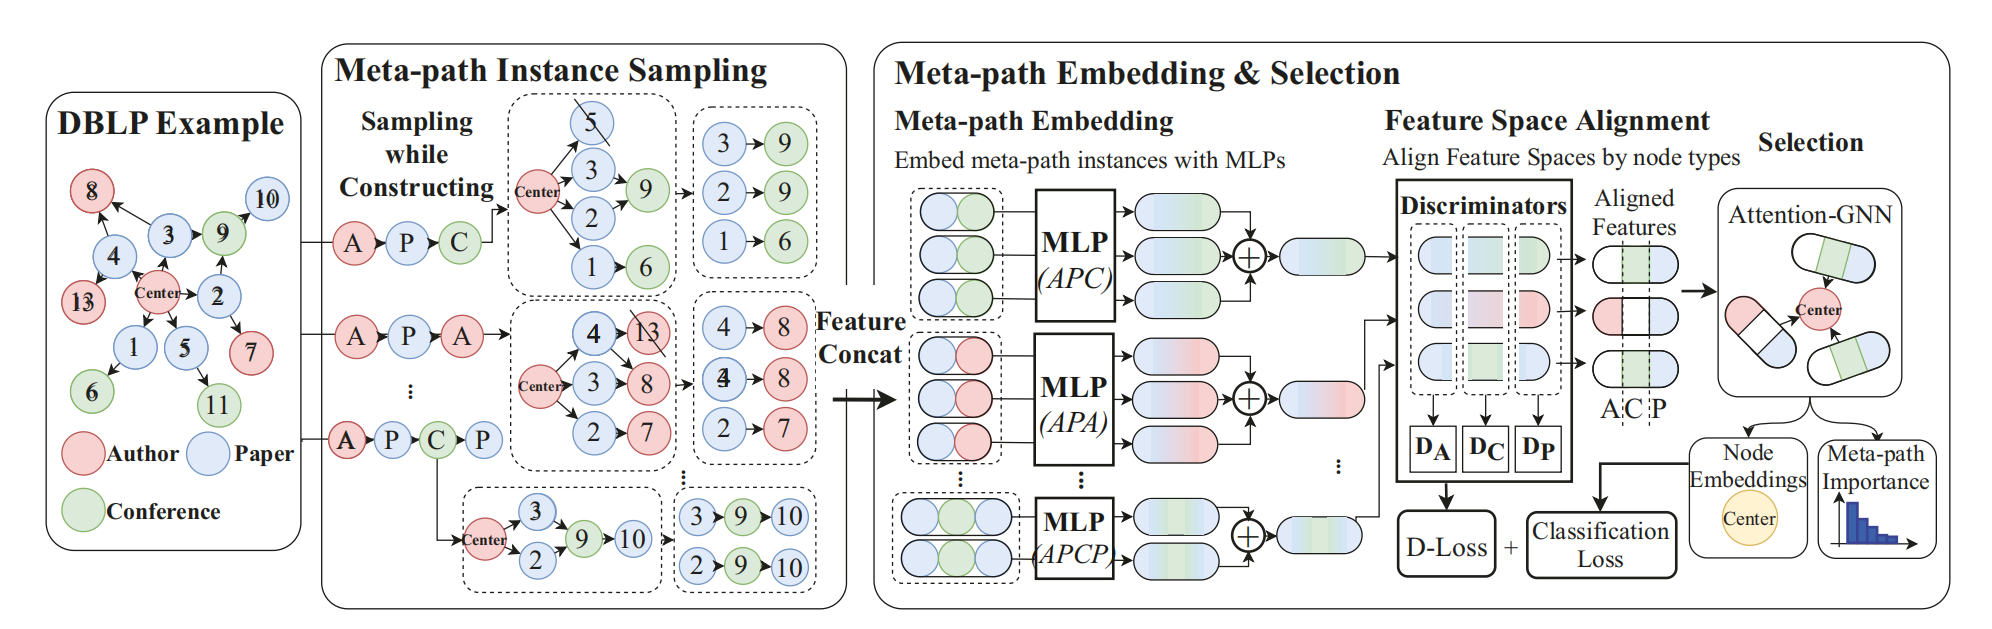 DBLP Example
8
10
3
9
4
13
Center
2
1
5
7
6
11
Author
Paper
Conference
Meta-path Instance Sampling
Sampling
while
Constructing
A P C
Center
5
3
2
1
9
6
3 9
2 9
1 6
A P A
Center
4
3
2
13
8
7
4 8
8
2 7
A P C P
Center
3
2
9
10
3 9 10
2 9 10
Feature
Concat
Meta-path Embedding & Selection
Meta-path Embedding
Embed meta-path instances with MLPs
MLP
(APC)
MLP
(APA)
MLP
(APCP)
Feature Space Alignment
Align Feature Spaces by node types
Discriminators
DA DC DP
Aligned
Features
A C P
D-Loss + Classification
Loss
Selection
Attention-GNN
Center
Node
Embeddings
Center
Meta-path
Importance